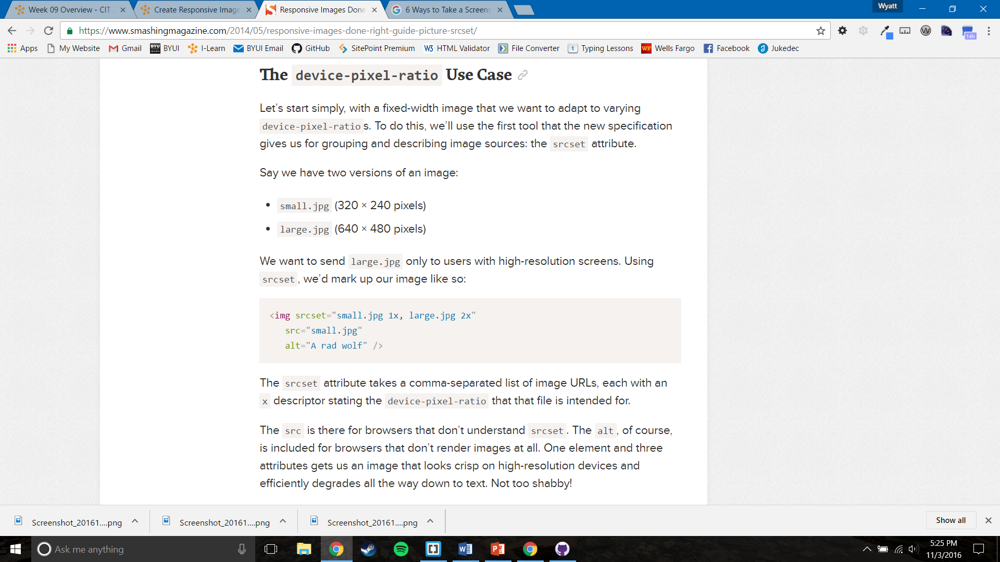 Week 09 Overview - CIT
Create Responsive Image
Responsive Images Done
6 Ways to Take a Screens
Wyatt
https://www.smashingmagazine.com/2014/05/responsive-images-done-right-guide-picture-srcset/
14h
Apps My Website Gmail BYUI I-Learn BYUI Email GitHub SitePoint Premium HTML Validator File Converter Typing Lessons Wells Fargo Facebook Jukedec
The device-pixel-ratio Use Case
Let’s start simply, with a fixed-width image that we want to adapt to varying
device-pixel-ratios. To do this, we’ll use the first tool that the new specification
gives us for grouping and describing image sources: the srcset attribute.
Say we have two versions of an image:
• small.jpg (320 × 240 pixels)
• large.jpg (640 × 480 pixels)
We want to send large.jpg only to users with high-resolution screens. Using
srcset, we’d mark up our image like so:
<img srcset="small.jpg 1x, large.jpg 2x"
src="small.jpg"
alt="A rad wolf" />
The srcset attribute takes a comma-separated list of image URLs, each with an
x descriptor stating the device-pixel-ratio that that file is intended for.
The src is there for browsers that don’t understand srcset. The alt, of course,
is included for browsers that don’t render images at all. One element and three
attributes gets us an image that looks crisp on high-resolution devices and
efficiently degrades all the way down to text. Not too shabby!
Screenshot_20161....png
Screenshot_20161....png
Screenshot_20161....png
Show all
Ask me anything
5:25 PM
11/3/2016